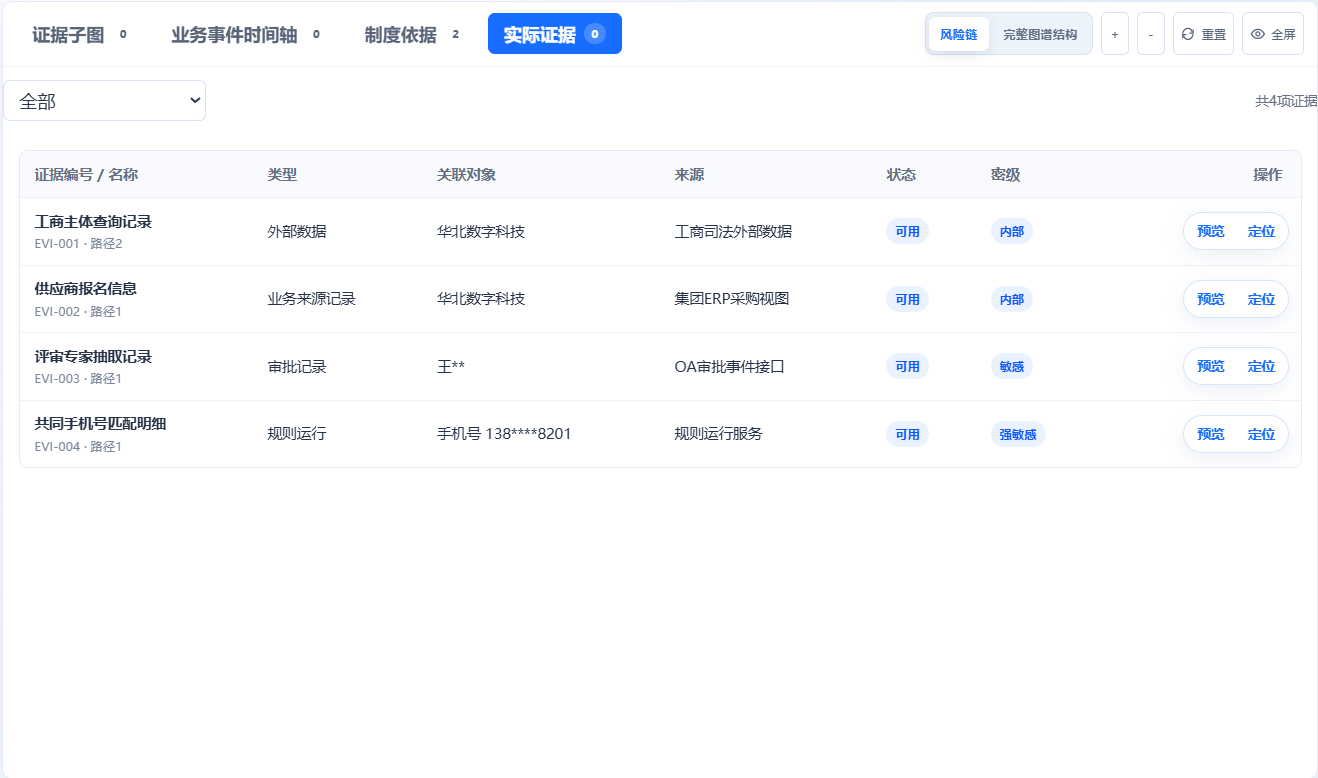 证据子图 0 业务事件时间轴 0 制度依据 2 实际证据 0 风险链 完整图谱结构 + - 重置 全屏
全部 共4项证据
证据编号 / 名称 类型 关联对象 来源 状态 密级 操作
工商主体查询记录
EVI-001 · 路径2
外部数据 华北数字科技 工商司法外部数据 可用 内部 预览 定位
供应商报名信息
EVI-002 · 路径1
业务来源记录 华北数字科技 集团ERP采购视图 可用 内部 预览 定位
评审专家抽取记录
EVI-003 · 路径1
审批记录 王** OA审批事件接口 可用 敏感 预览 定位
共同手机号匹配明细
EVI-004 · 路径1
规则运行 手机号 138****8201 规则运行服务 可用 强敏感 预览 定位